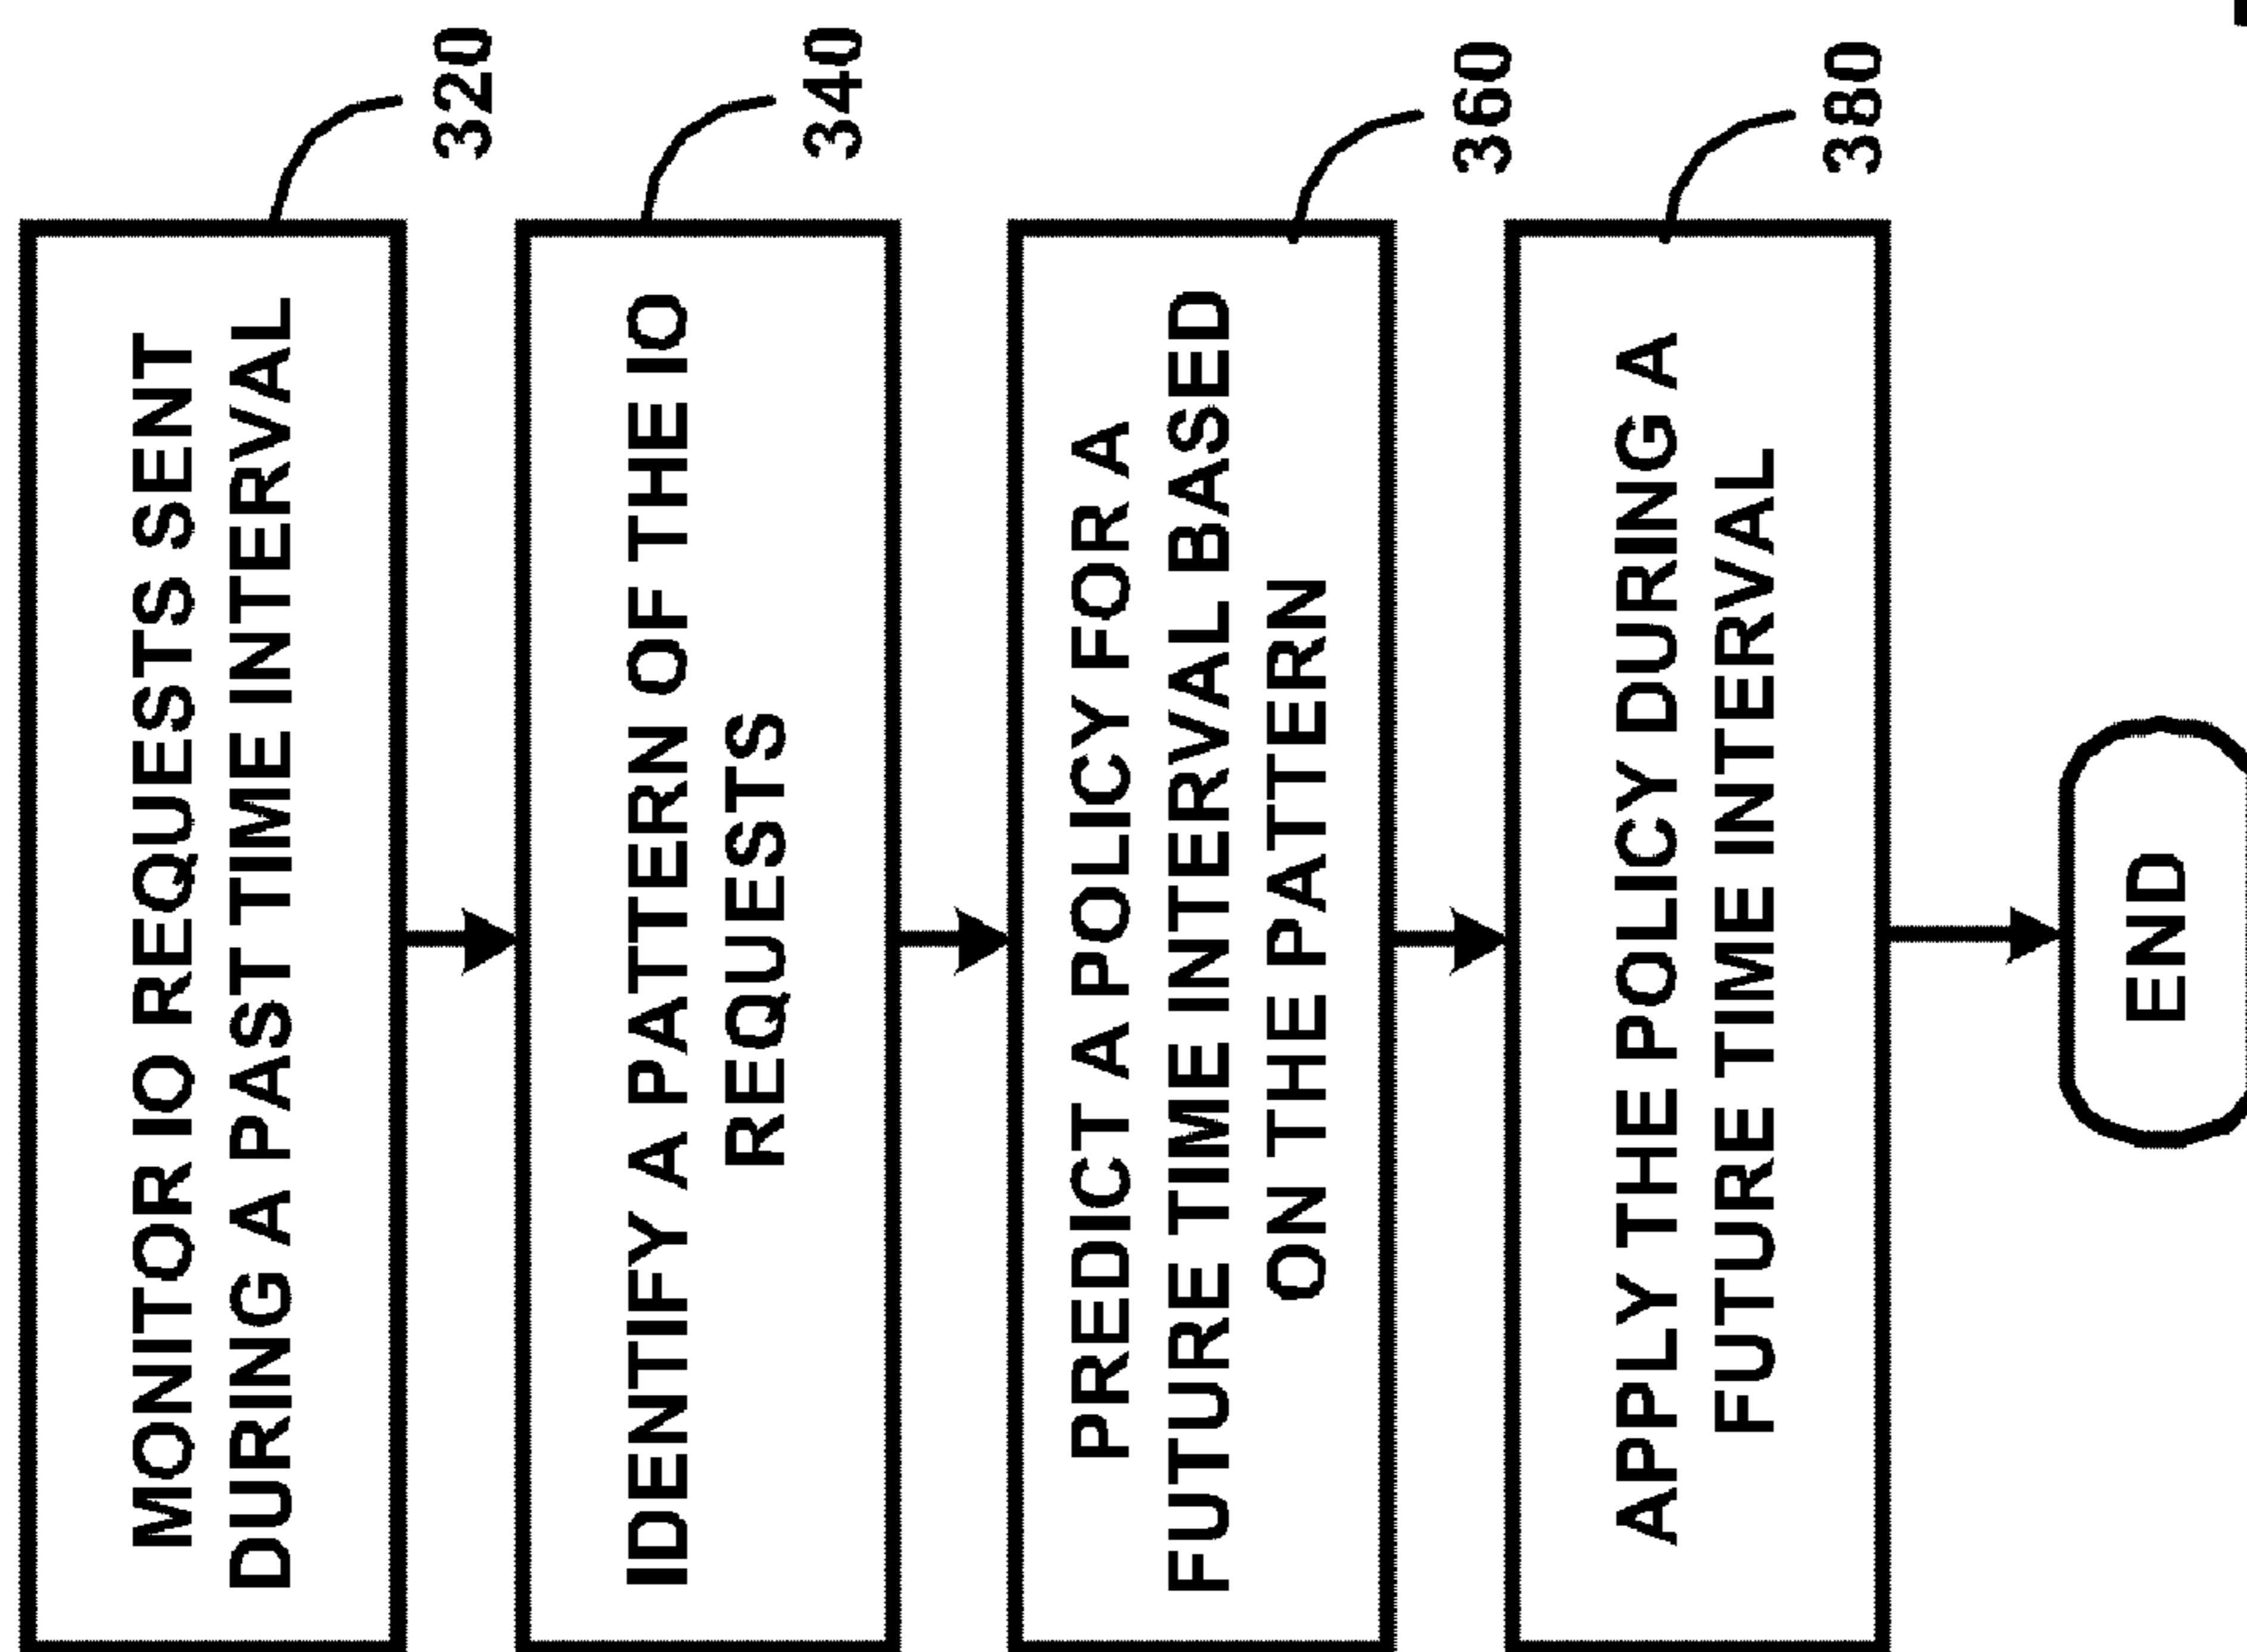 MONITOR IO REQUESTS SENT
DURING A PAST TIME INTERVAL
320
IDENTIFY A PATTERN OF THE IO
REQUESTS
340
PREDICT A POLICY FOR A
FUTURE TIME INTERVAL BASED
ON THE PATTERN
360
APPLY THE POLICY DURING A
FUTURE TIME INTERVAL
380
END